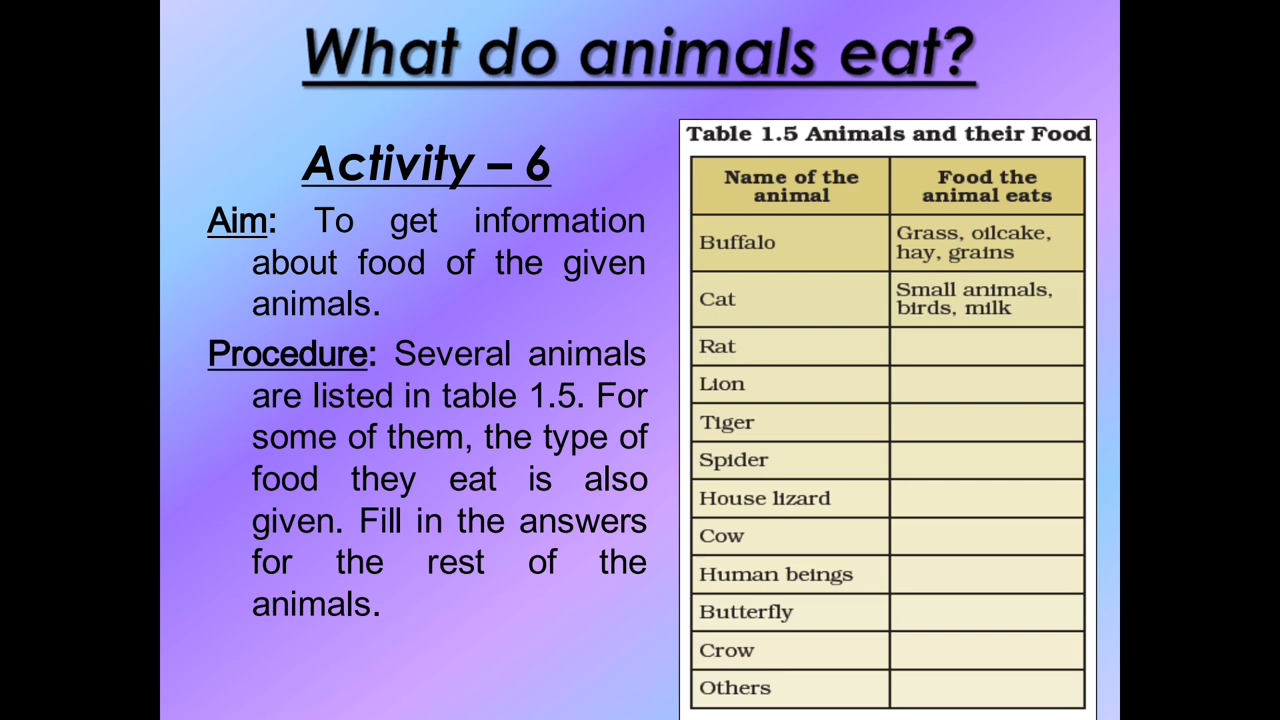 What do animals eat?
Activity – 6
Aim: To get information
about food of the given
animals.
Procedure: Several animals
are listed in table 1.5. For
some of them, the type of
food they eat is also
given. Fill in the answers
for the rest of the
animals.
Table 1.5 Animals and their Food
Name of the animal Food the animal eats
Buffalo Grass, oilcake, hay, grains
Cat Small animals, birds, milk
Rat
Lion
Tiger
Spider
House lizard
Cow
Human beings
Butterfly
Crow
Others